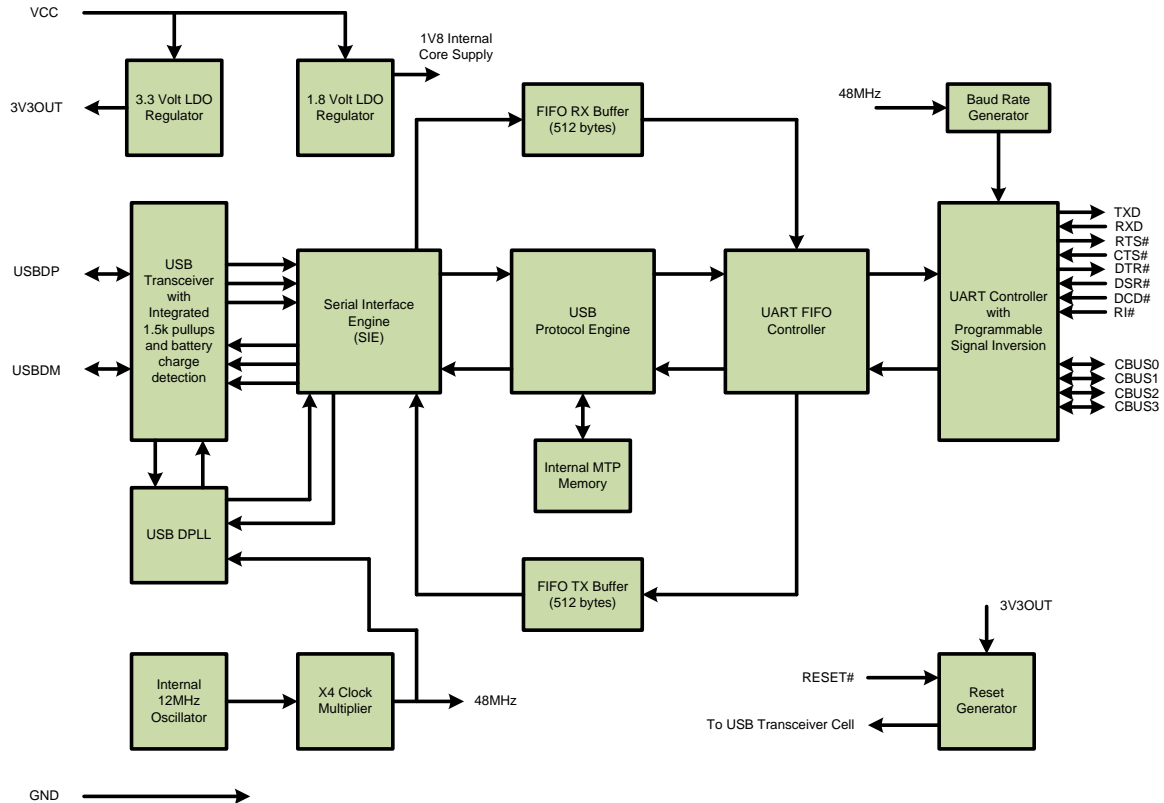 VCC
1V8 Internal
Core Supply
3.3 Volt LDO
Regulator
1.8 Volt LDO
Regulator
3V3OUT
FIFO RX Buffer
(512 bytes)
48MHz
Baud Rate
Generator
USBDP
USBDM
USB
Transceiver
with
Integrated
1.5k pullups
and battery
charge
detection
Serial Interface
Engine
(SIE)
USB
Protocol Engine
UART FIFO
Controller
UART Controller
with
Programmable
Signal Inversion
TXD
RXD
RTS#
CTS#
DTR#
DSR#
DCD#
RI#
CBUS0
CBUS1
CBUS2
CBUS3
Internal MTP
Memory
USB DPLL
FIFO TX Buffer
(512 bytes)
3V3OUT
Internal
12MHz
Oscillator
X4 Clock
Multiplier
48MHz
RESET#
To USB Transceiver Cell
Reset
Generator
GND